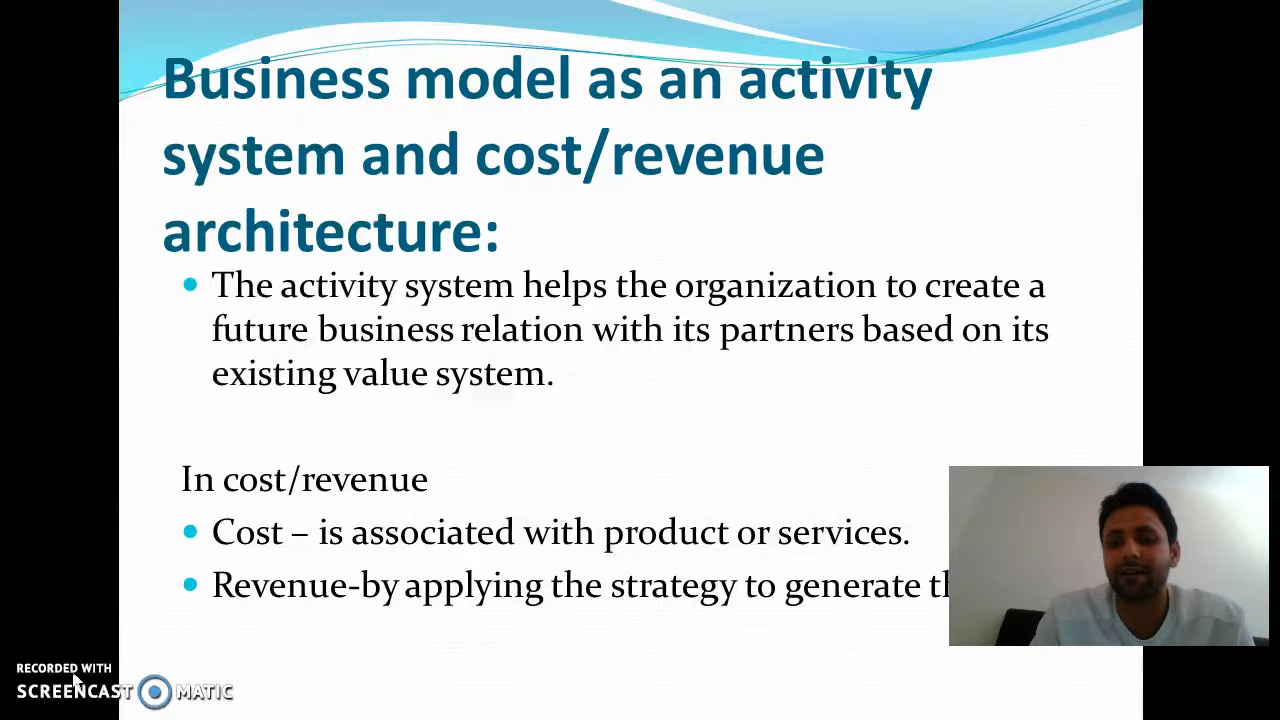 Business model as an activity
system and cost/revenue
architecture:
• The activity system helps the organization to create a
future business relation with its partners based on its
existing value system.
In cost/revenue
• Cost – is associated with product or services.
• Revenue-by applying the strategy to generate
RECORDED WITH
SCREENCAST MATIC